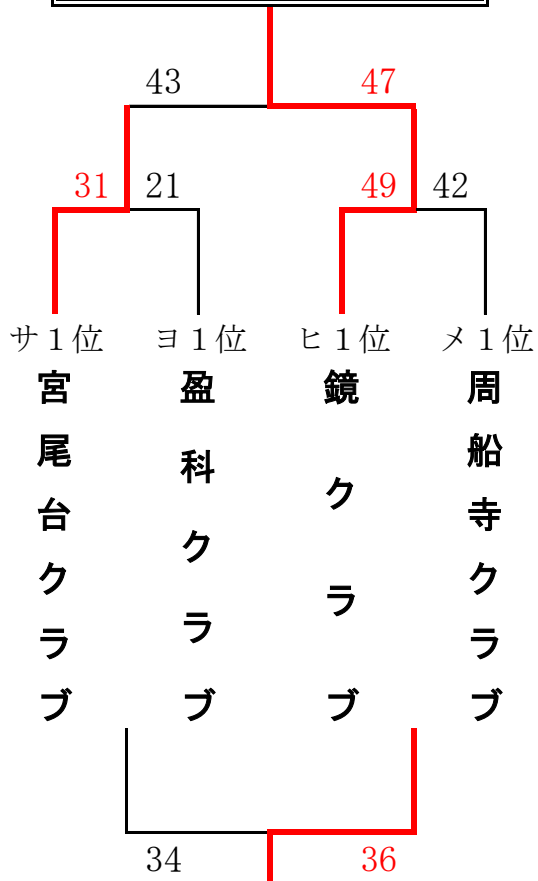 43 47
31 21 49 42
サ１位 ヨ１位 ヒ１位 メ１位
宮尾台クラブ
盈科クラブ
鏡クラブ
周船寺クラブ
34 36